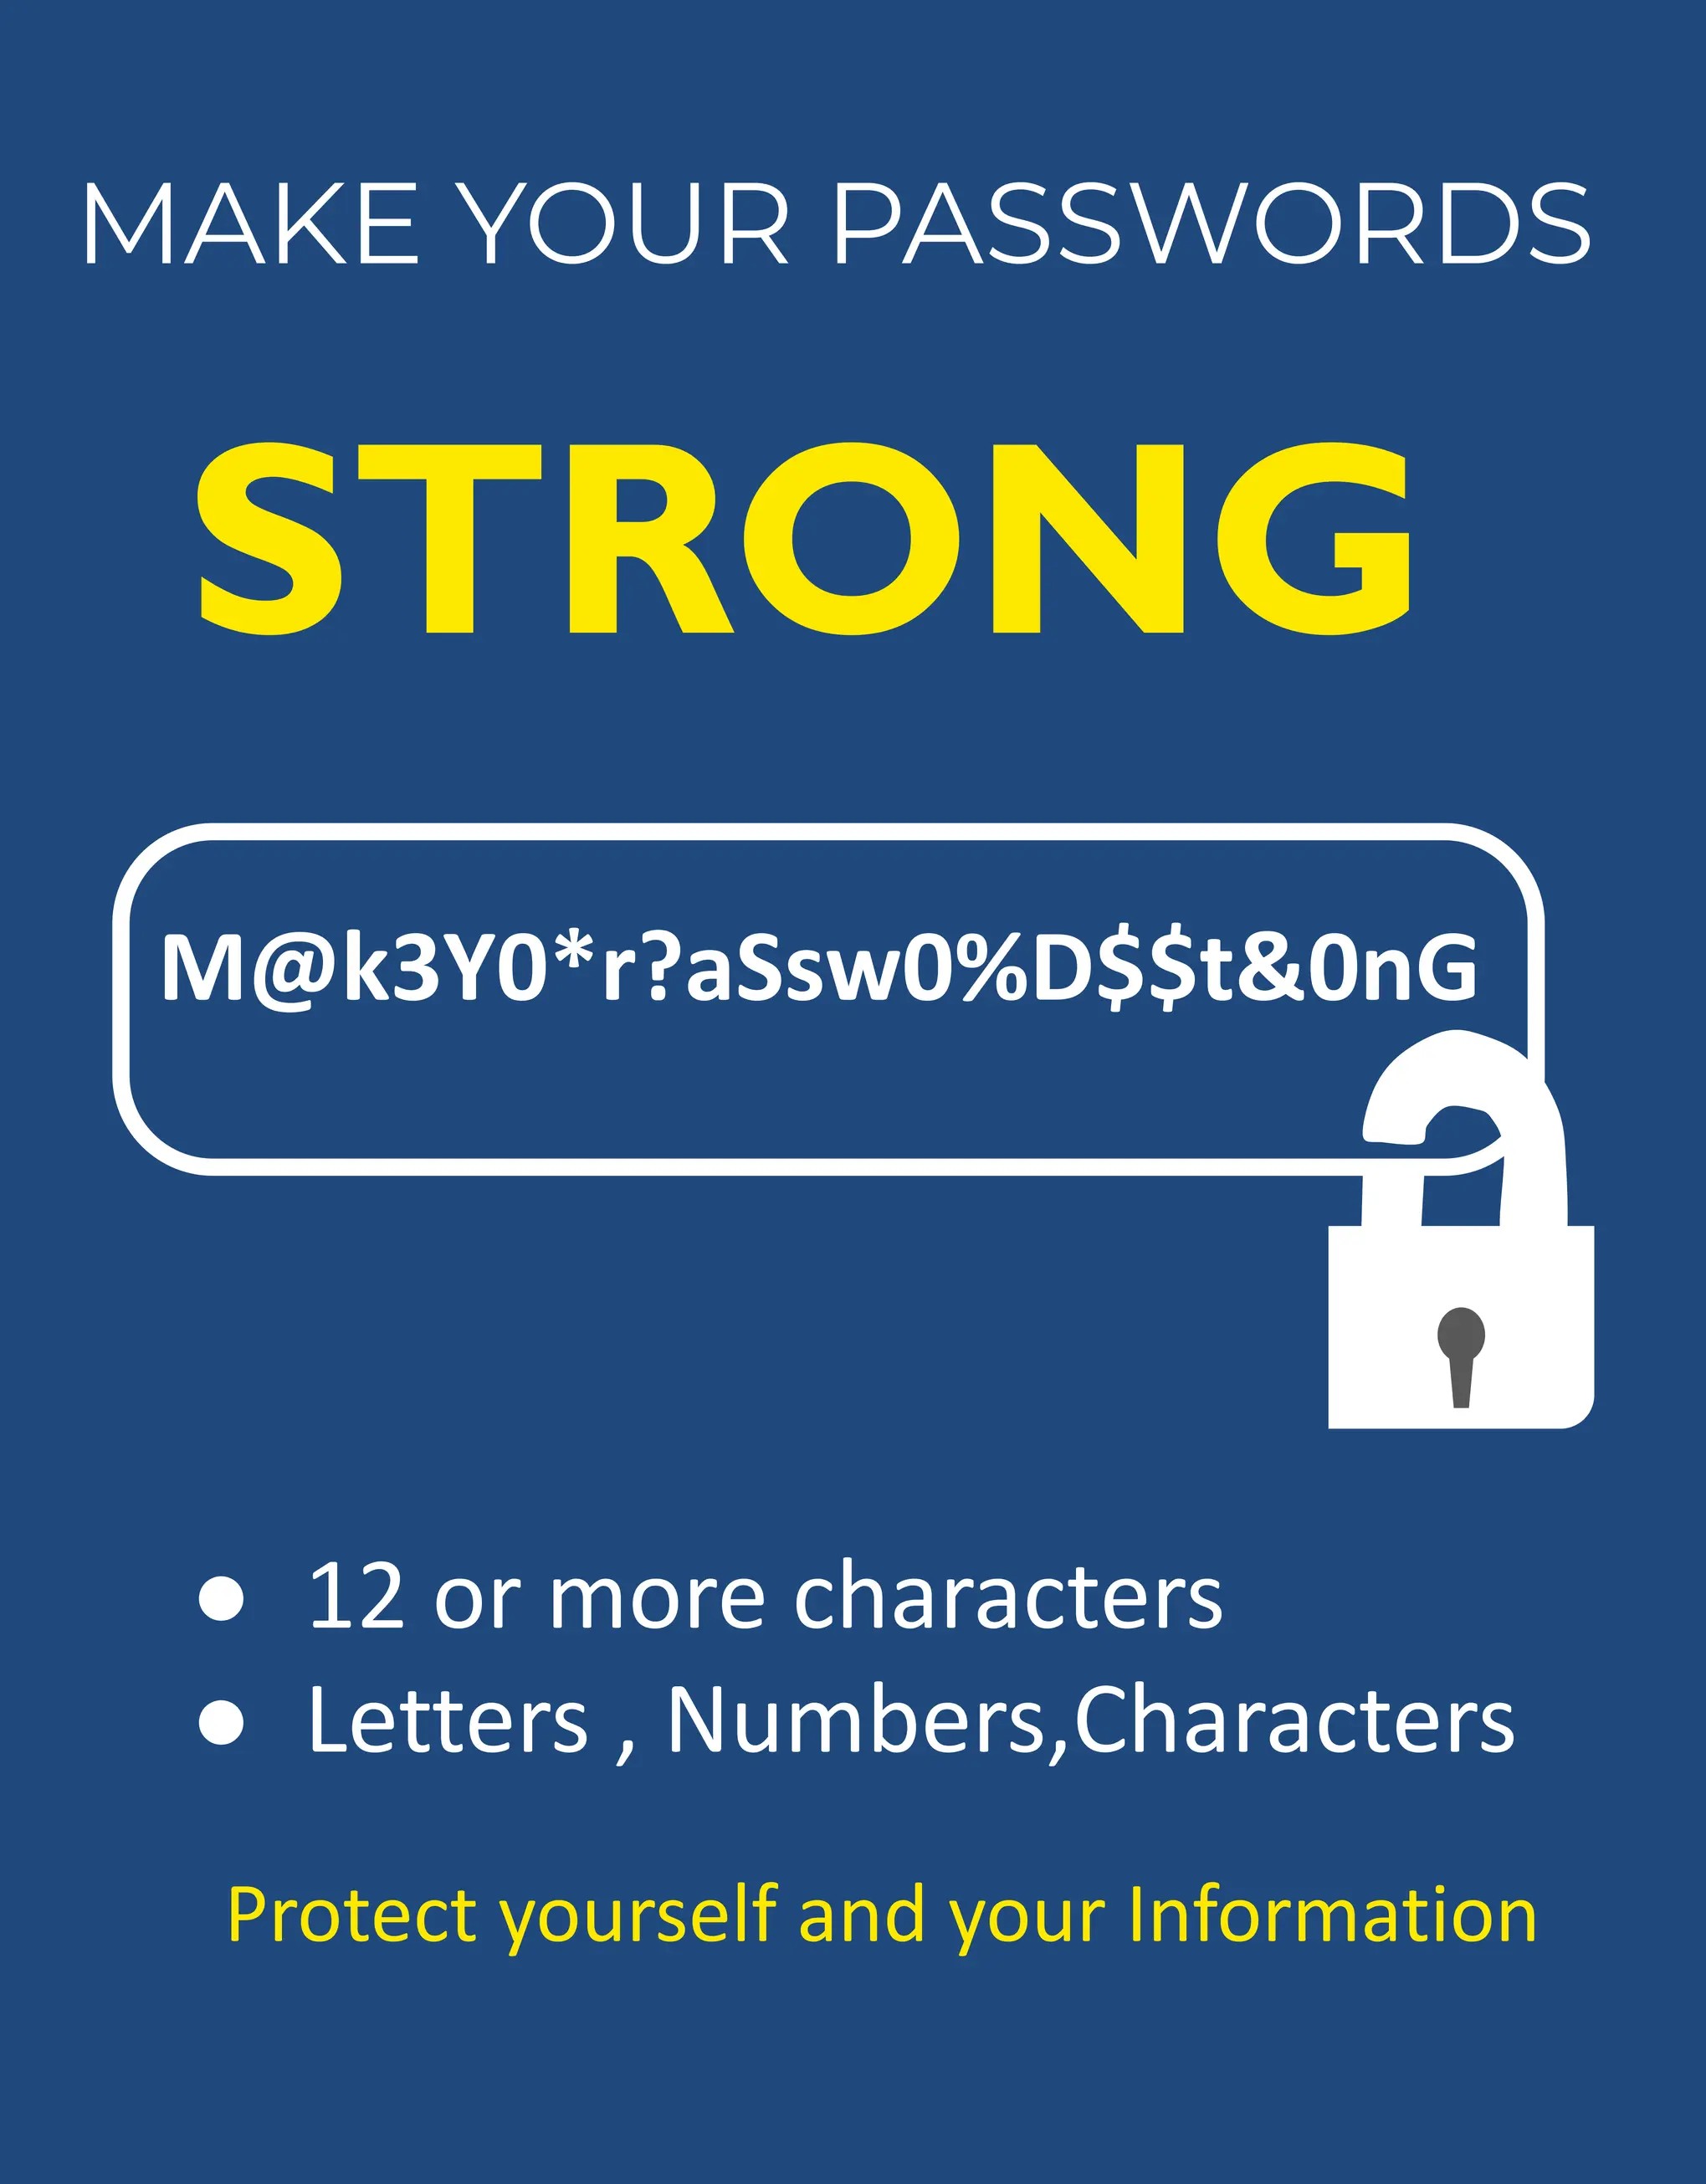 MAKE YOUR PASSWORDS
STRONG
M@k3Y0* r?aSsW0%D$$t&0nG
• 12 or more characters
• Letters , Numbers,Characters
Protect yourself and your Information